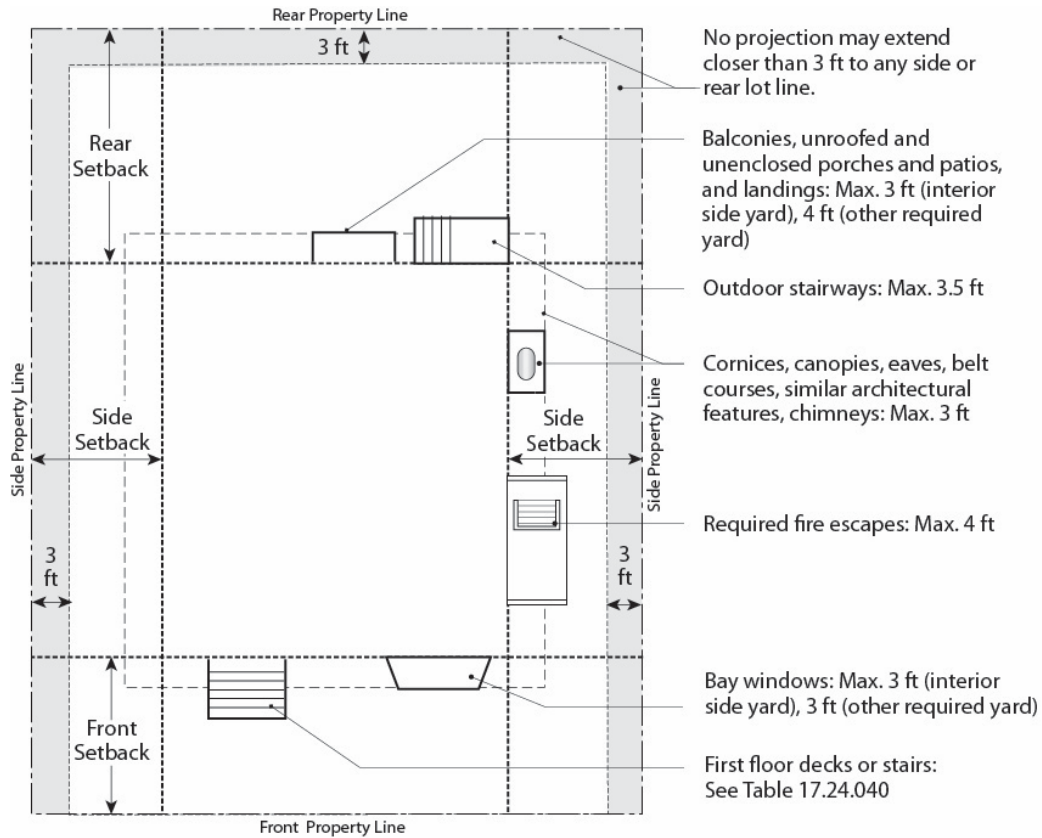 Rear Property Line
3 ft
No projection may extend
closer than 3 ft to any side or
rear lot line.
Rear
Setback
Balconies, unroofed and
unenclosed porches and patios,
and landings: Max. 3 ft (interior
side yard), 4 ft (other required
yard)
Outdoor stairways: Max. 3.5 ft
Cornices, canopies, eaves, belt
courses, similar architectural
features, chimneys: Max. 3 ft
Side Property Line
Side
Setback
Side
Setback
Side Property Line
Required fire escapes: Max. 4 ft
3
ft
3
ft
Bay windows: Max. 3 ft (interior
side yard), 3 ft (other required yard)
Front
Setback
First floor decks or stairs:
See Table 17.24.040
Front Property Line